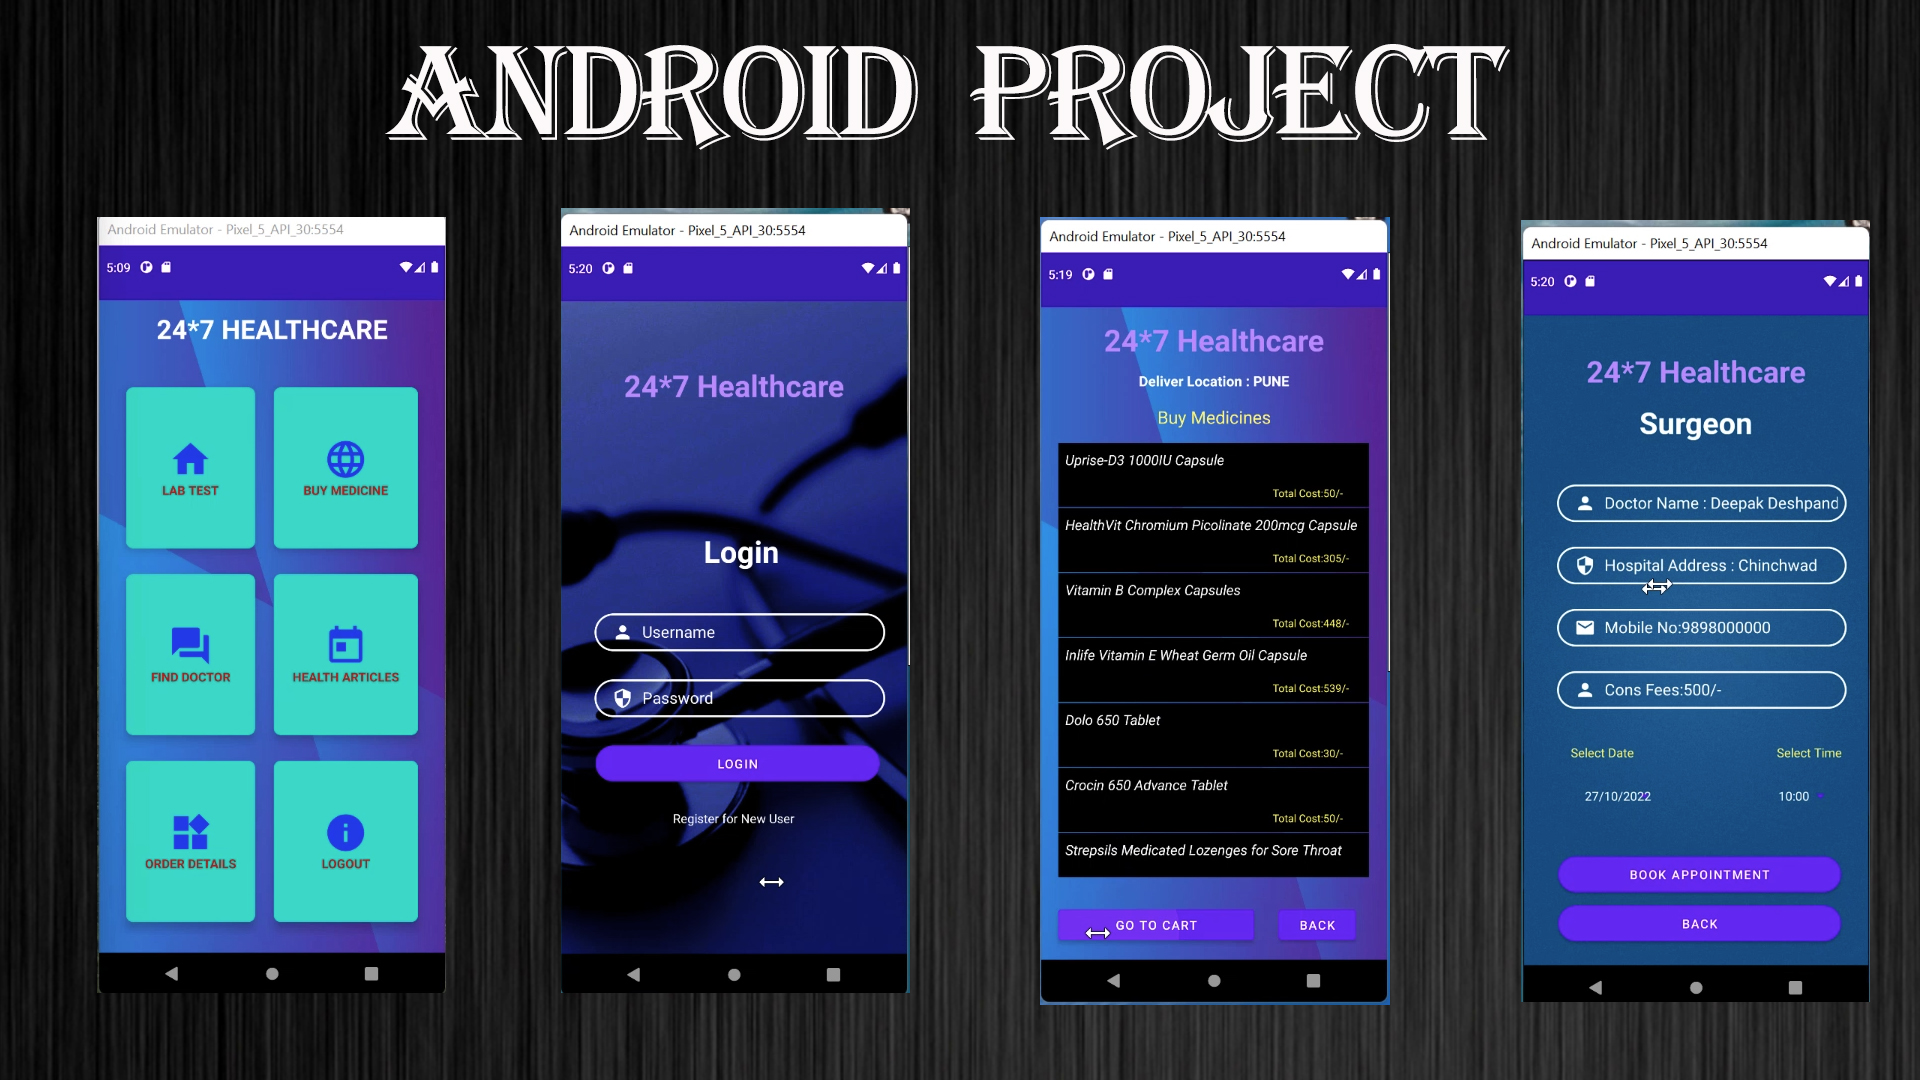 ANDROID PROJECT
Android Emulator - Pixel_5_API_30:5554
5:09
24*7 HEALTHCARE
LAB TEST
BUY MEDICINE
FIND DOCTOR
HEALTH ARTICLES
ORDER DETAILS
LOGOUT
Android Emulator - Pixel_5_API_30:5554
5:20
24*7 Healthcare
Login
Username
Password
LOGIN
Register for New User
Android Emulator - Pixel_5_API_30:5554
5:19
24*7 Healthcare
Deliver Location : PUNE
Buy Medicines
Uprise-D3 1000IU Capsule
Total Cost:50/-
HealthVit Chromium Picolinate 200mcg Capsule
Total Cost:305/-
Vitamin B Complex Capsules
Total Cost:448/-
Inlife Vitamin E Wheat Germ Oil Capsule
Total Cost:539/-
Dolo 650 Tablet
Total Cost:30/-
Crocin 650 Advance Tablet
Total Cost:50/-
Strepsils Medicated Lozenges for Sore Throat
GO TO CART
BACK
Android Emulator - Pixel_5_API_30:5554
5:20
24*7 Healthcare
Surgeon
Doctor Name : Deepak Deshpand
Hospital Address : Chinchwad
Mobile No:9898000000
Cons Fees:500/-
Select Date
Select Time
27/10/2022
10:00
BOOK APPOINTMENT
BACK